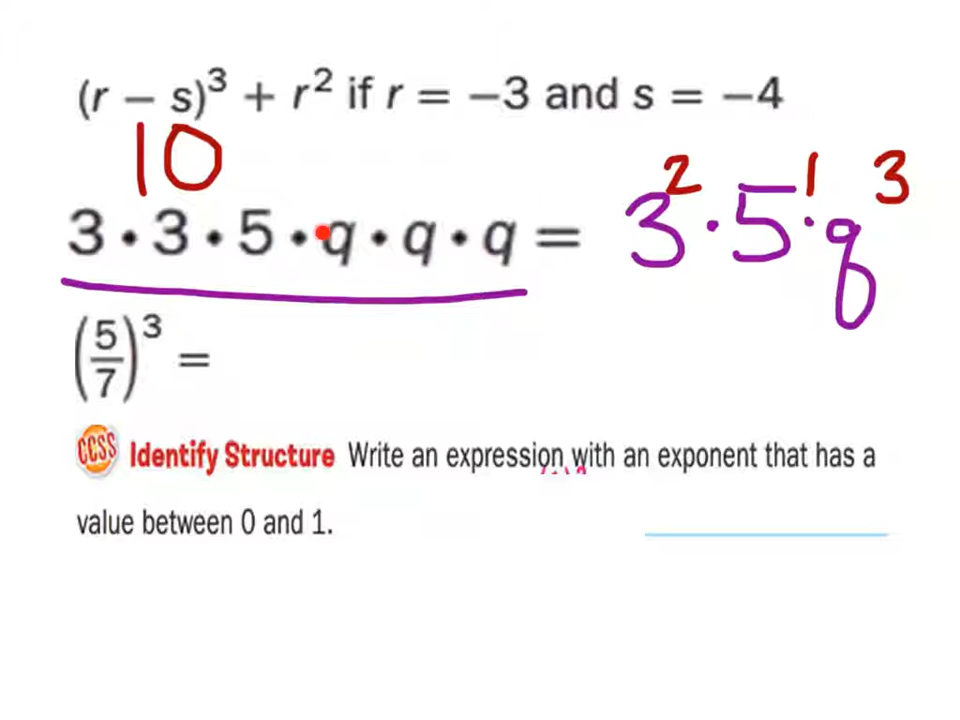 (r − s)³ + r² if r = −3 and s = −4
10
3 • 3 • 5 • q • q • q = 3² · 5¹ · q³
(5/7)³ =
CCSS Identify Structure Write an expression with an exponent that has a
value between 0 and 1.